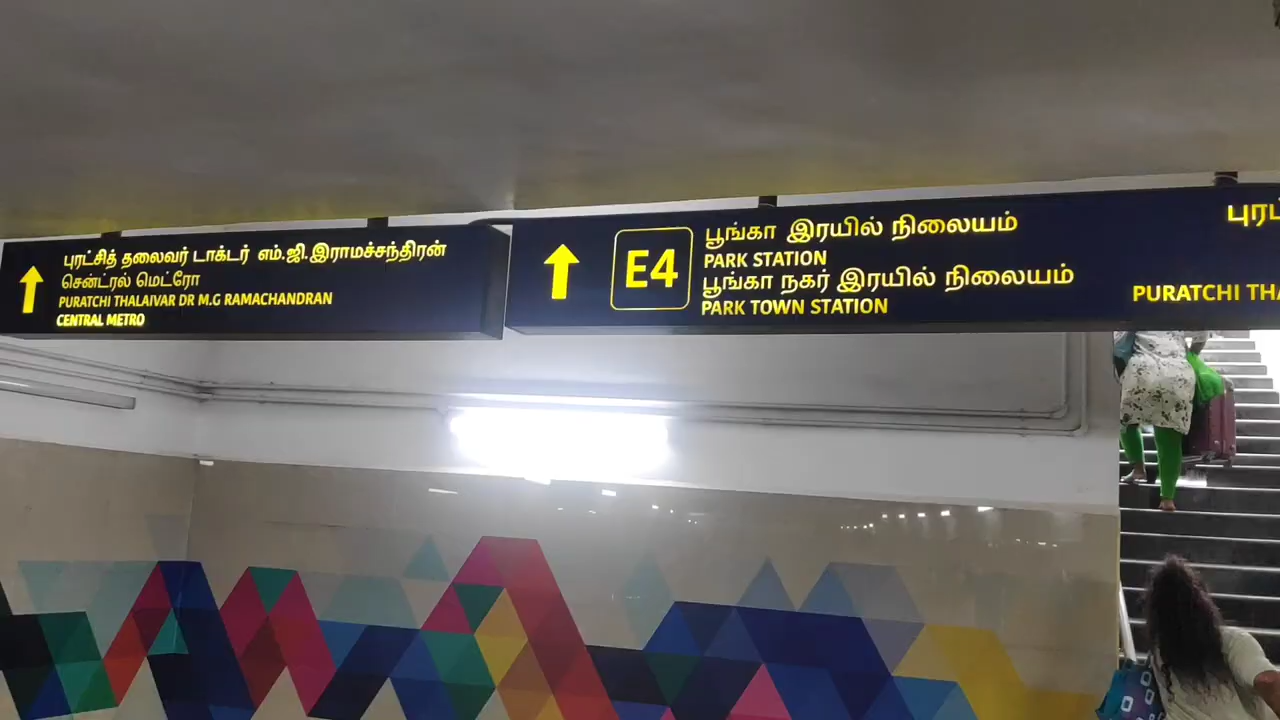 புரட்சித் தலைவர் டாக்டர் எம்.ஜி.இராமச்சந்திரன்
சென்ட்ரல் மெட்ரோ
PURATCHI THALAIVAR DR M.G RAMACHANDRAN
CENTRAL METRO
E4
பூங்கா இரயில் நிலையம்
PARK STATION
பூங்கா நகர் இரயில் நிலையம்
PARK TOWN STATION
PURATCHI